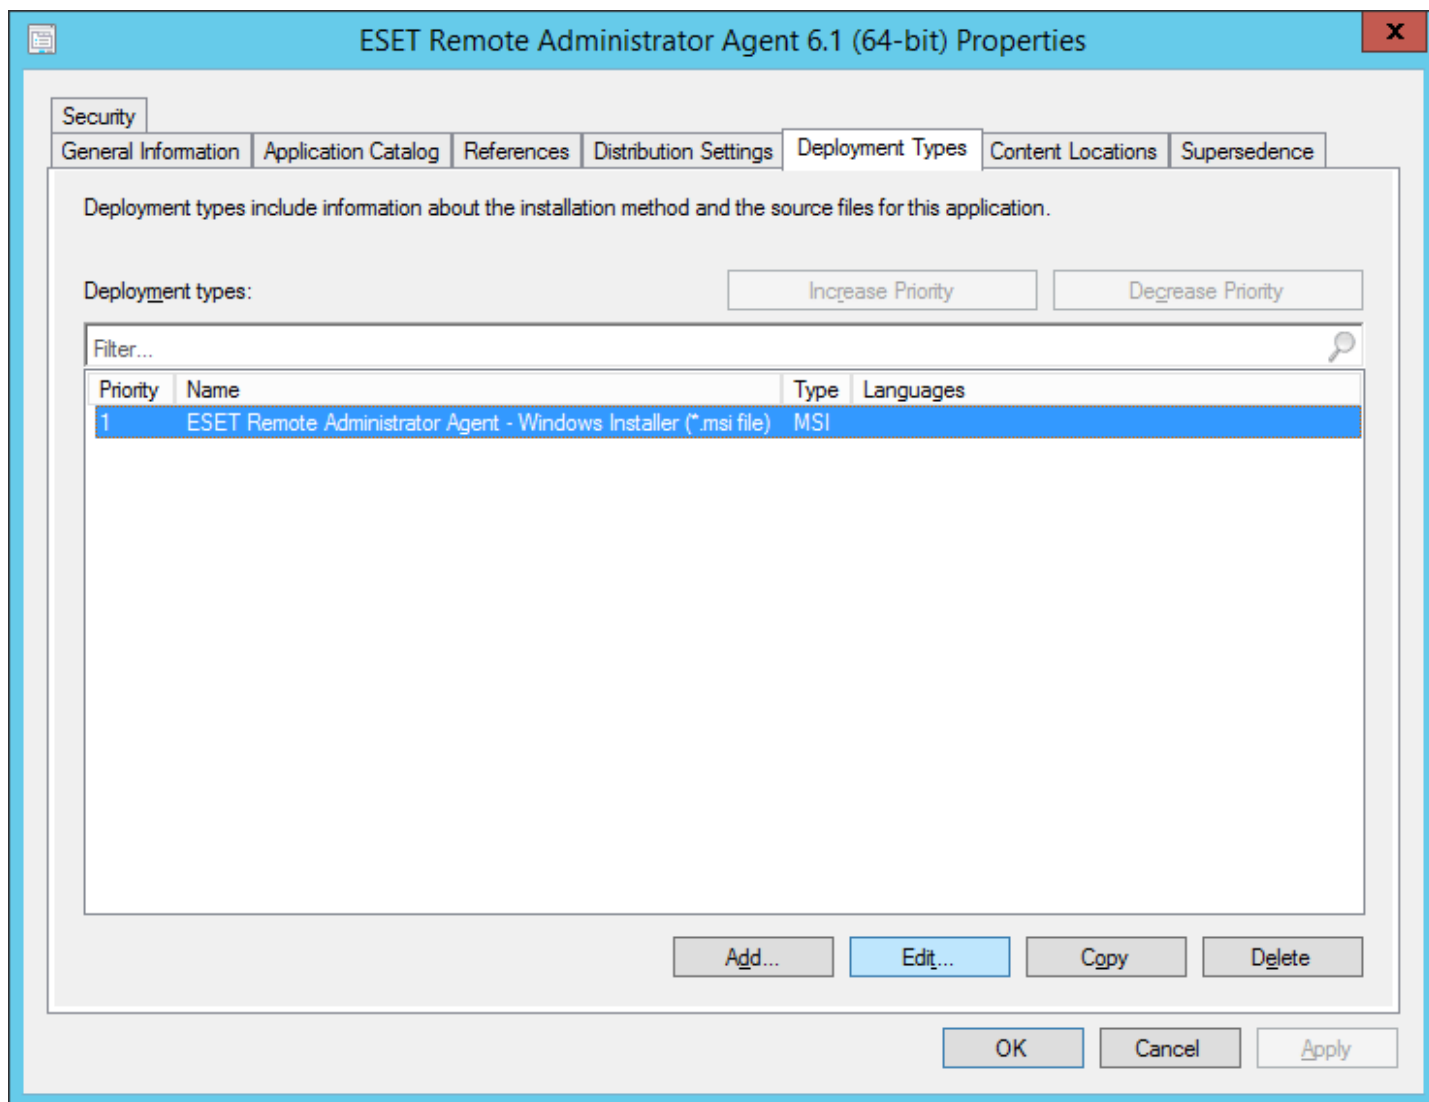 ESET Remote Administrator Agent 6.1 (64-bit) Properties
x
Security
General Information Application Catalog References Distribution Settings Deployment Types Content Locations Supersedence
Deployment types include information about the installation method and the source files for this application.
Deployment types: Increase Priority Decrease Priority
Filter...
Priority Name Type Languages
1 ESET Remote Administrator Agent - Windows Installer (*.msi file) MSI
Add... Edit... Copy Delete
OK Cancel Apply